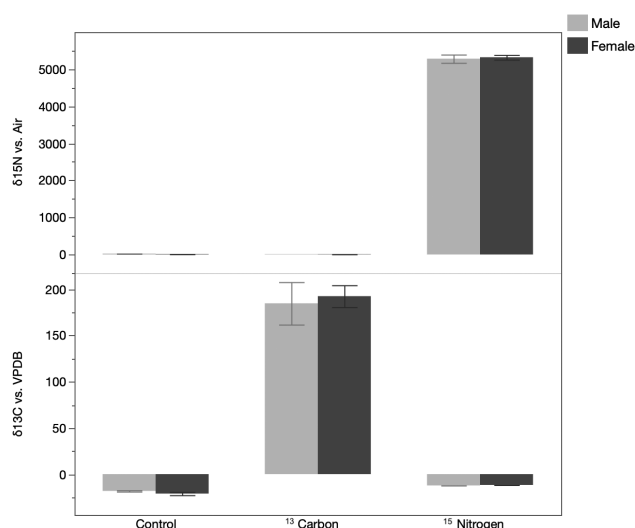 Male
Female
δ15N vs. Air
5000
4000
3000
2000
1000
0
δ13C vs. VPDB
200
150
100
50
0
Control
¹³ Carbon
¹⁵ Nitrogen